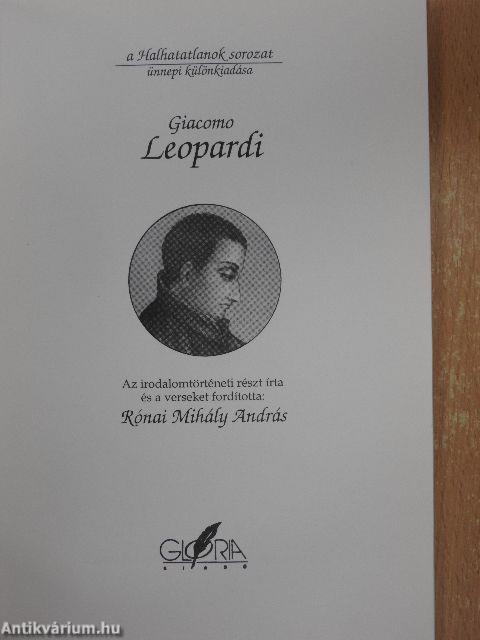 a Halhatatlanok sorozat
ünnepi különkiadása
Giacomo
Leopardi
Az irodalomtörténeti részt írta
és a verseket fordította:
Rónai Mihály András
GLORIA
KIADÓ
Antikvárium.hu